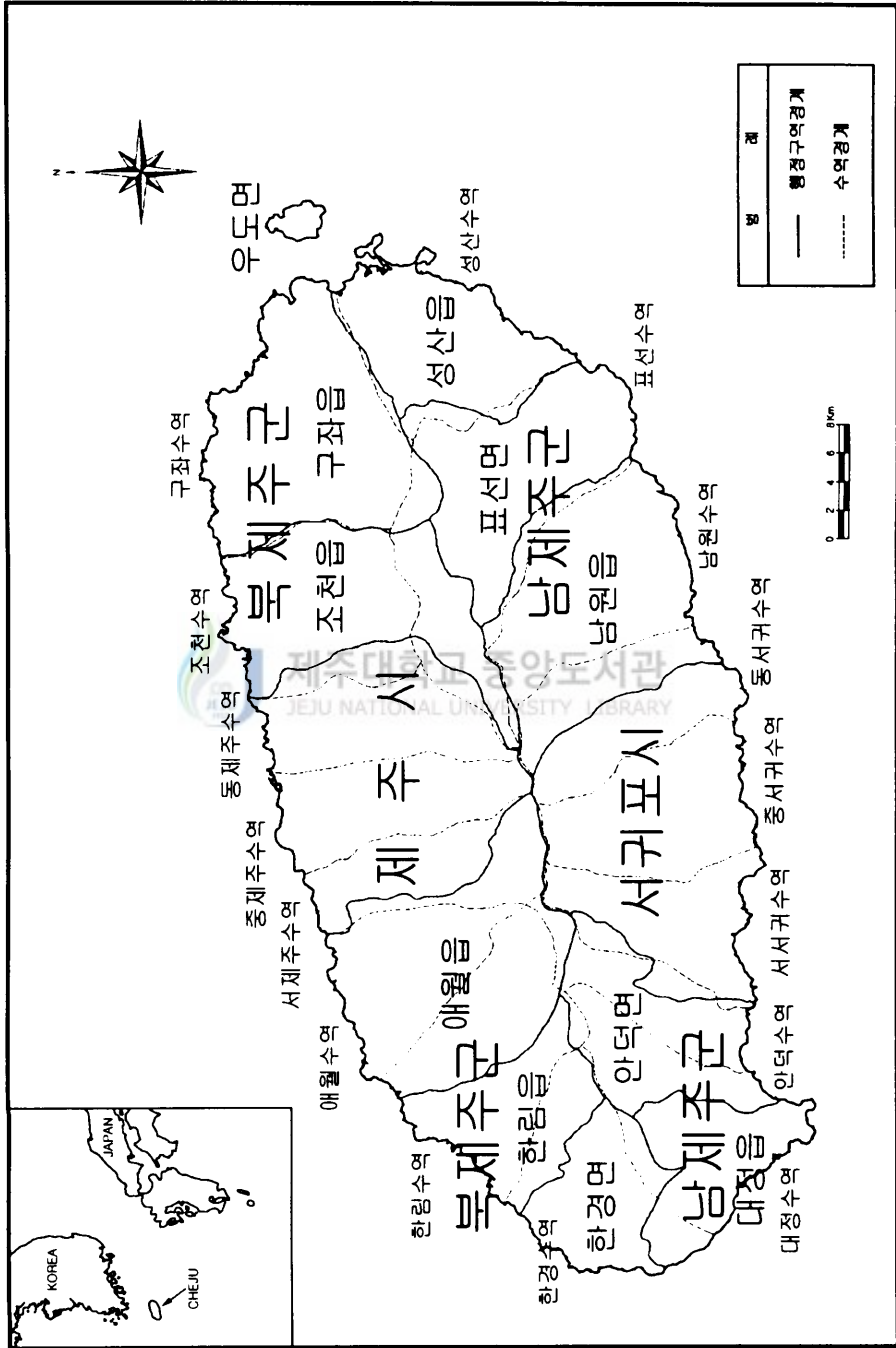 KOREA
JAPAN
CHEJU
N
우도면
구좌수역
조천수역
동제주수역
중제주수역
서제주수역
애월수역
한림수역
한경수역
성산수역
표선수역
남원수역
동서귀수역
중서귀수역
서서귀수역
안덕수역
대정수역
북제주군
구좌읍
조천읍
성산읍
표선면
남제주군
남원읍
제주시
서귀포시
애월읍
북제주군
한림읍
한경면
안덕면
남제주군
대정읍
제주대학교 중앙도서관
JEJU NATIONAL UNIVERSITY LIBRARY
범 례
행정구역경계
수역경계
0 2 4 6 8Km